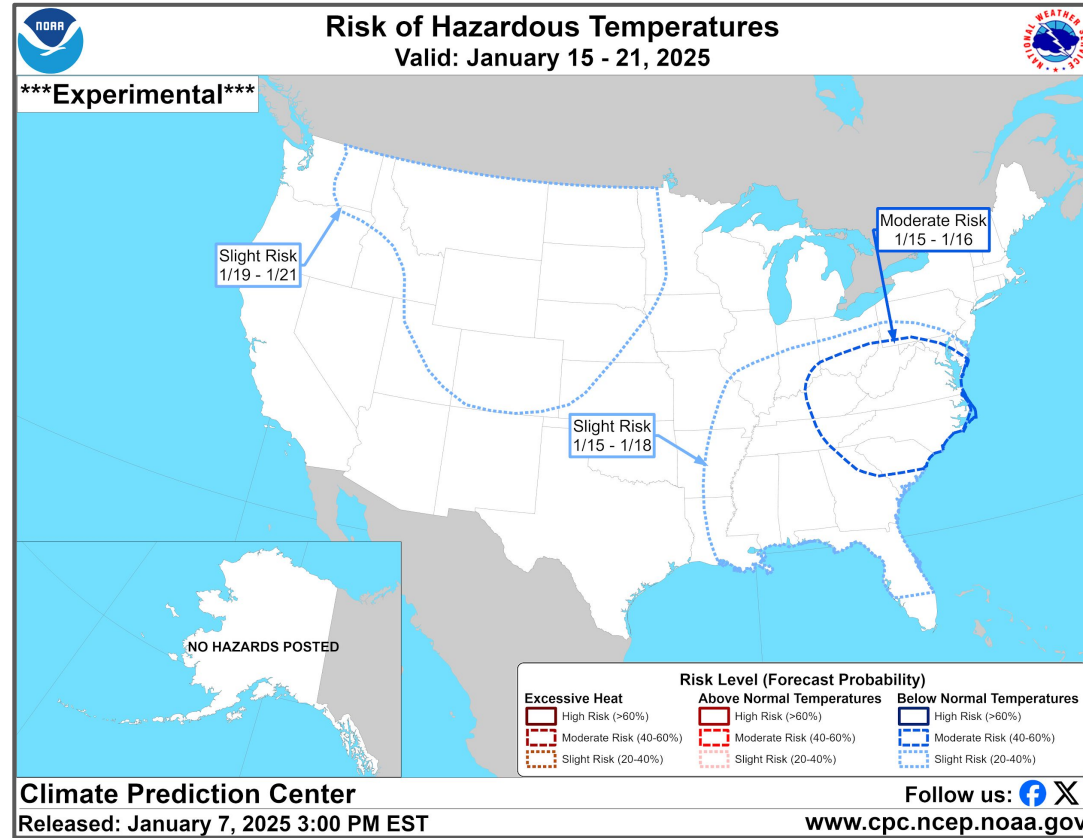 NOAA
Risk of Hazardous Temperatures
Valid: January 15 - 21, 2025
NATIONAL WEATHER SERVICE
***Experimental***
Moderate Risk
1/15 - 1/16
Slight Risk
1/19 - 1/21
Slight Risk
1/15 - 1/18
NO HAZARDS POSTED
Risk Level (Forecast Probability)
Excessive Heat Above Normal Temperatures Below Normal Temperatures
High Risk (>60%) High Risk (>60%) High Risk (>60%)
Moderate Risk (40-60%) Moderate Risk (40-60%) Moderate Risk (40-60%)
Slight Risk (20-40%) Slight Risk (20-40%) Slight Risk (20-40%)
Climate Prediction Center Follow us:
Released: January 7, 2025 3:00 PM EST www.cpc.ncep.noaa.gov